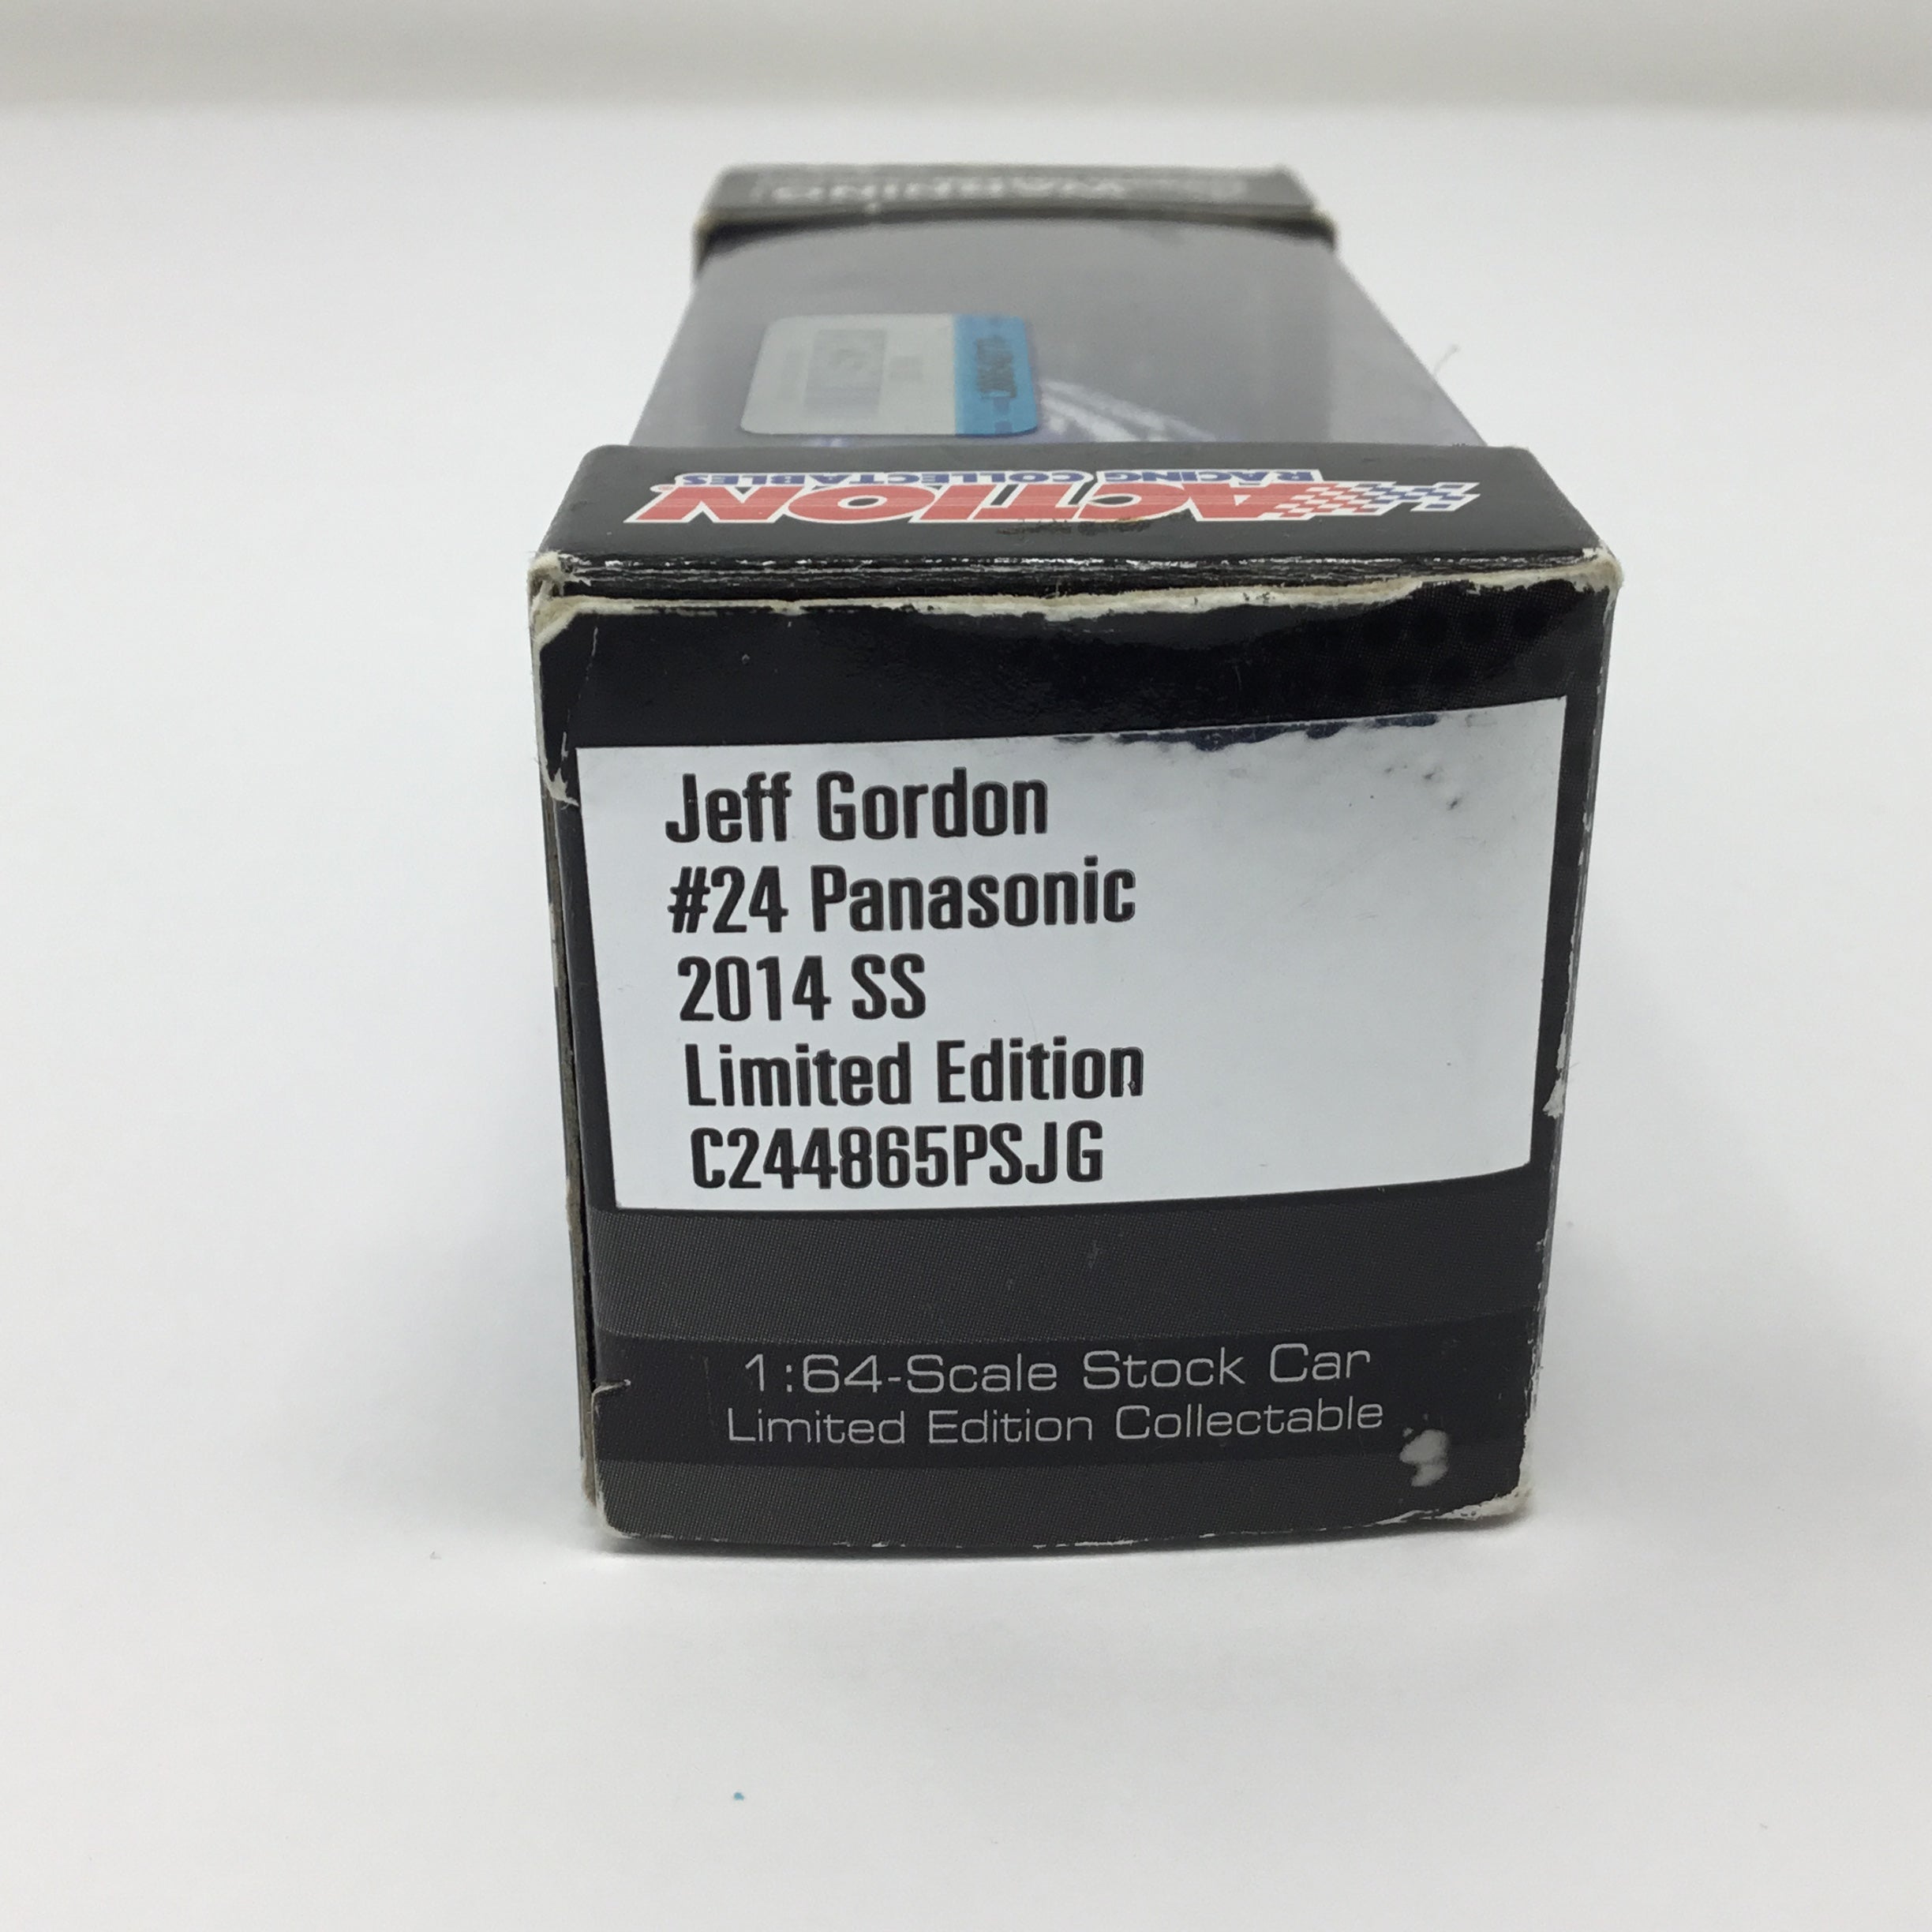 WARNING
ACTION
RACING COLLECTABLES
Jeff Gordon
#24 Panasonic
2014 SS
Limited Edition
C244865PSJG
1:64-Scale Stock Car
Limited Edition Collectable